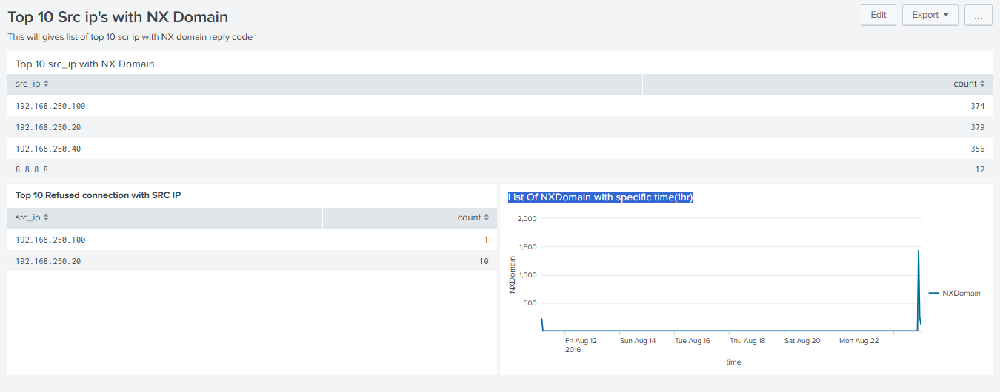 Top 10 Src ip's with NX Domain
Edit
Export
...
This will gives list of top 10 scr ip with NX domain reply code
Top 10 src_ip with NX Domain
src_ip count
192.168.250.100 374
192.168.250.20 379
192.168.250.40 356
8.8.8.8 12
Top 10 Refused connection with SRC IP
src_ip count
192.168.250.100 1
192.168.250.20 10
List Of NXDomain with specific time(1hr)
2,000
1,500
1,000
500
NXDomain
NXDomain
Fri Aug 12 Sun Aug 14 Tue Aug 16 Thu Aug 18 Sat Aug 20 Mon Aug 22
2016
_time